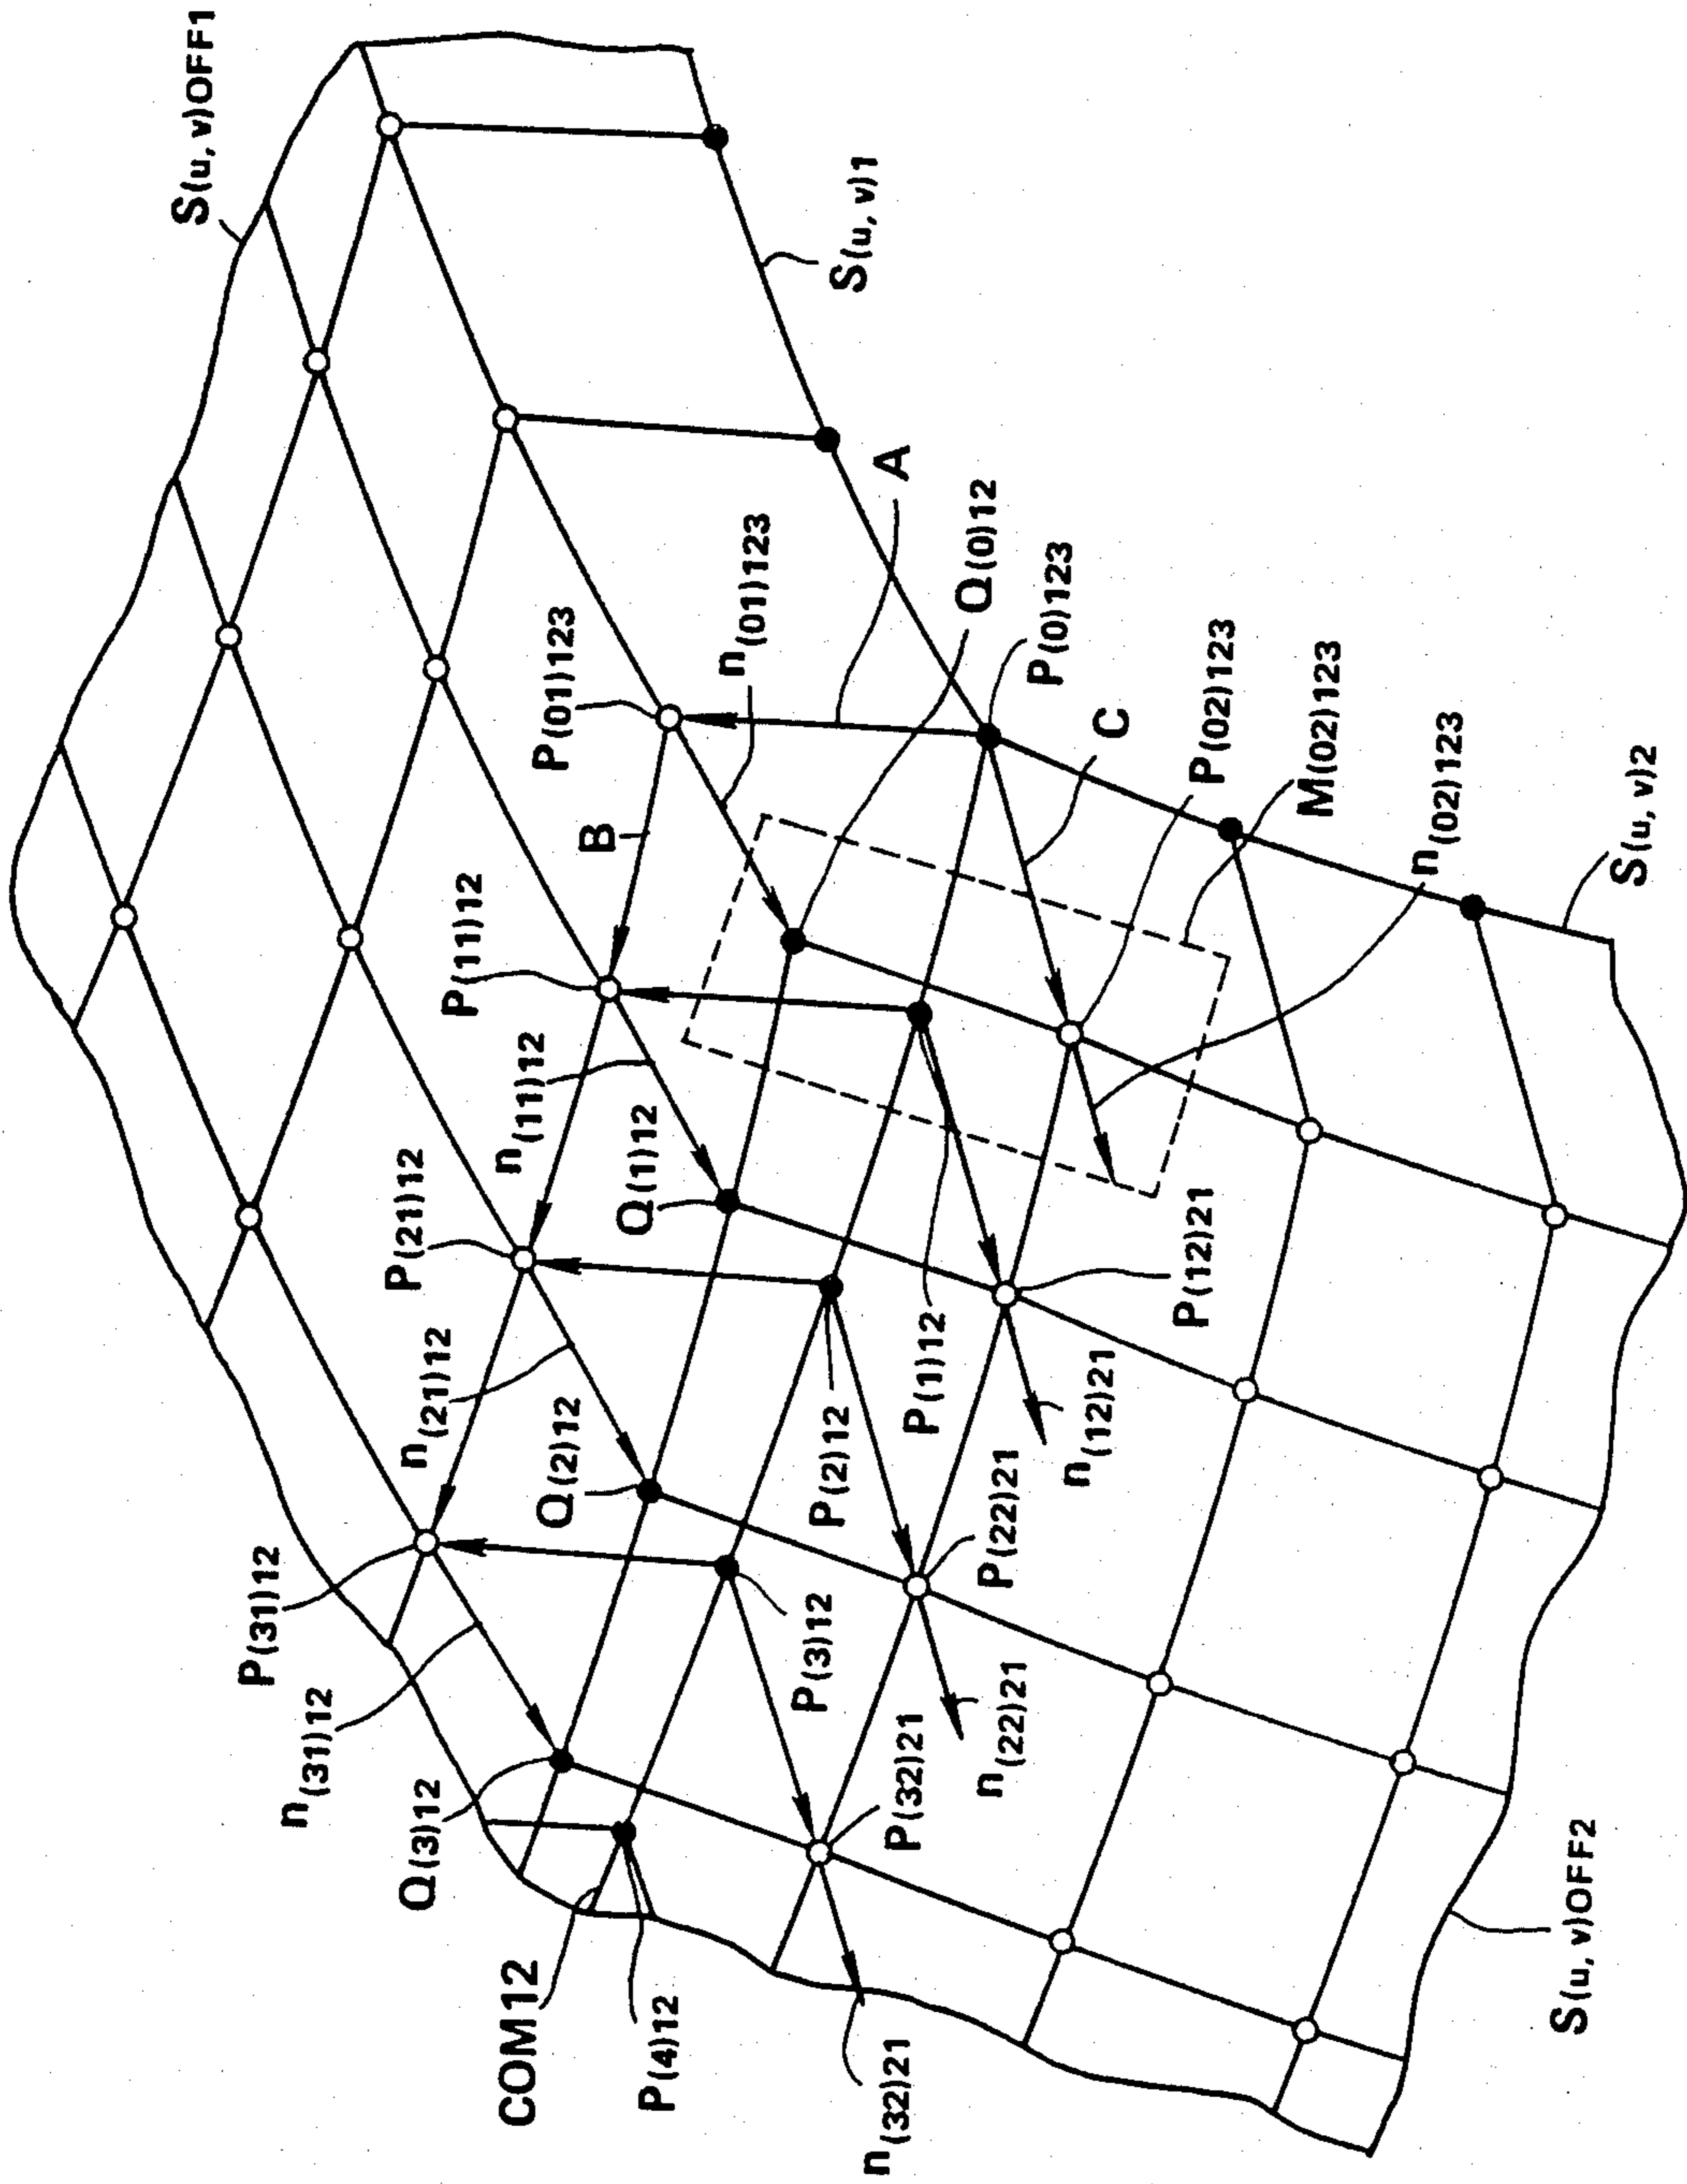 S(u, v)OFF1
S(u, v)1
A
n(01)123
Q(0)12
P(0)123
P(01)123
C
P(02)123
M(02)123
n(02)123
S(u, v)2
B
P(11)12
n(11)12
Q(1)12
P(21)12
P(12)21
P(1)12
n(12)21
n(21)12
Q(2)12
P(2)12
P(22)21
P(31)12
P(3)12
n(22)21
n(31)12
P(32)21
Q(3)12
S(u, v)OFF2
COM12
P(4)12
n(32)21